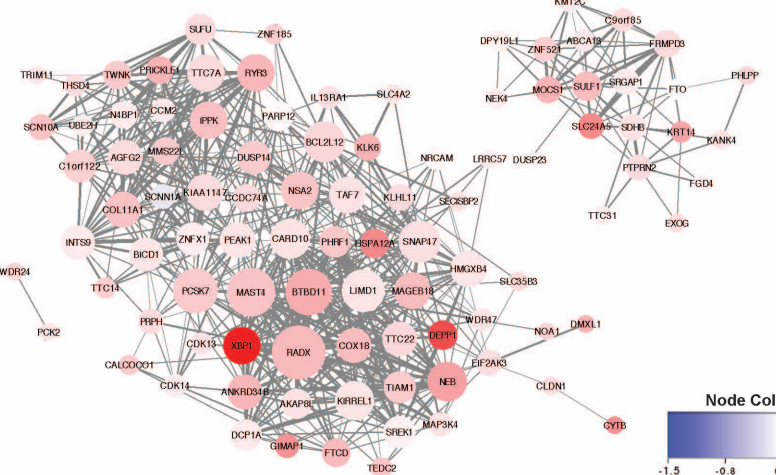 KMT2C
C9orf85
SUFU
ZNF185
DPY19L1
ZNF521
ABCA13
FRMPD3
TRIM11
THSD4
TWNK
PRICKLE1
TTC7A
RYR3
PHLPP
MOCS1
SULF1
SRGAP1
FTO
NEK4
IL13RA1
SLC4A2
N4BP1
CCM2
IPPK
PARP12
SCN10A
UBE2H
SLC24A5
SDHB
KRT14
KANK4
BCL2L12
KLK6
MMS22L
AGFG2
DUSP14
C1orf122
NRCAM
LRRC57
DUSP23
PTPRN2
FGD4
SCNN1A
KIAA1147
CCDC74A
NSA2
TAF7
KLHL11
SECISBP2
COL11A1
TTC31
EXOG
INTS9
ZNFX1
PEAK1
CARD10
PHRF1
HSPA12A
SNAP47
BICD1
WDR24
HMGXB4
SLC35B3
TTC14
PCSK7
MAST4
BTBD11
LIMD1
MAGEB18
PRPH
WDR47
PCK2
NOA1
DMXL1
CDK13
XBP1
RADX
COX18
TTC22
DEPP1
EIF2AK3
CALCOCO1
CDK14
ANKRD34B
AKAP8L
KIRREL1
TIAM1
NEB
CLDN1
Node Col
DCP1A
GIMAP1
FTCD
SREK1
MAP3K4
CYTB
TEDC2
-1.5
-0.8